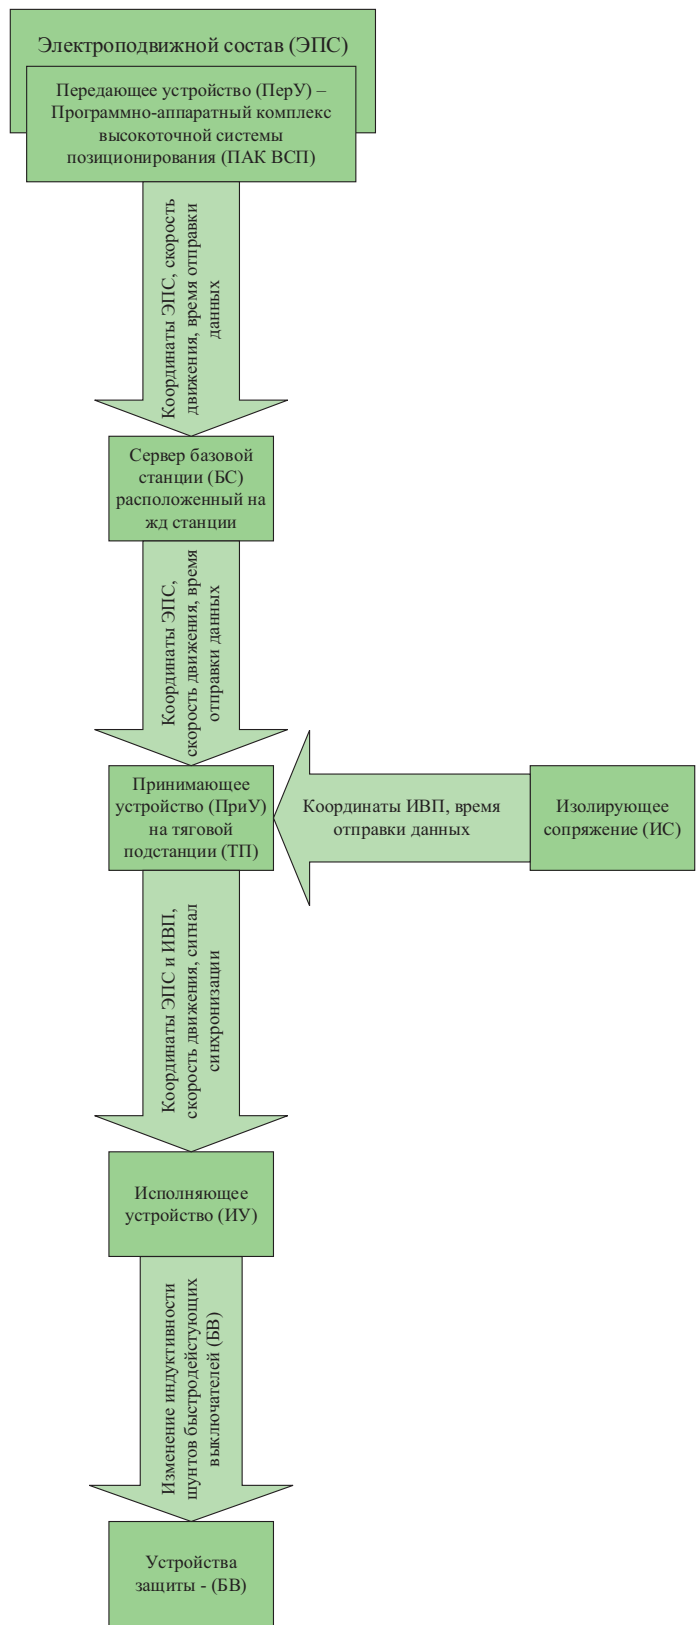 Электроподвижной состав (ЭПС)
Передающее устройство (ПерУ) –
Программно-аппаратный комплекс
высокоточной системы
позиционирования (ПАК ВСП)
Координаты ЭПС, скорость
движения, время отправки
данных
Сервер базовой
станции (БС)
расположенный на
жд станции
Координаты ЭПС,
скорость движения, время
отправки данных
Принимающее
устройство (ПриУ)
на тяговой
подстанции (ТП)
Координаты ИВП, время
отправки данных
Изолирующее
сопряжение (ИС)
Координаты ЭПС и ИВП,
скорость движения, сигнал
синхронизации
Исполняющее
устройство (ИУ)
Изменение индуктивности
шунтов быстродейстующих
выключателей (БВ)
Устройства
защиты - (БВ)